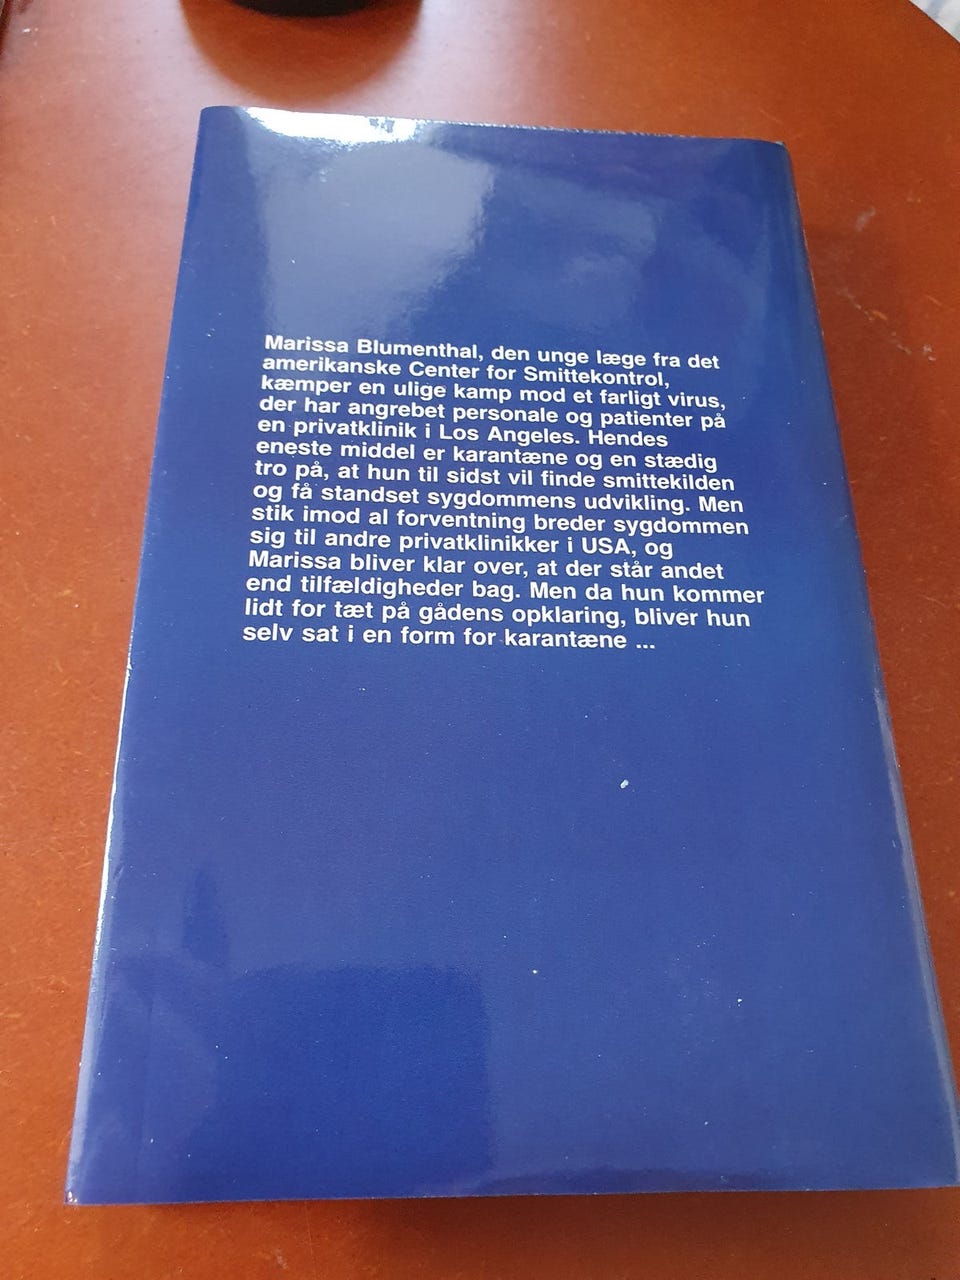 Marissa Blumenthal, den unge læge fra det
amerikanske Center for Smittekontrol,
kæmper en ulige kamp mod et farligt virus,
der har angrebet personale og patienter på
en privatklinik i Los Angeles. Hendes
eneste middel er karantæne og en stædig
tro på, at hun til sidst vil finde smittekilden
og få standset sygdommens udvikling. Men
stik imod al forventning breder sygdommen
sig til andre privatklinikker i USA, og
Marissa bliver klar over, at der står andet
end tilfældigheder bag. Men da hun kommer
lidt for tæt på gådens opklaring, bliver hun
selv sat i en form for karantæne ...